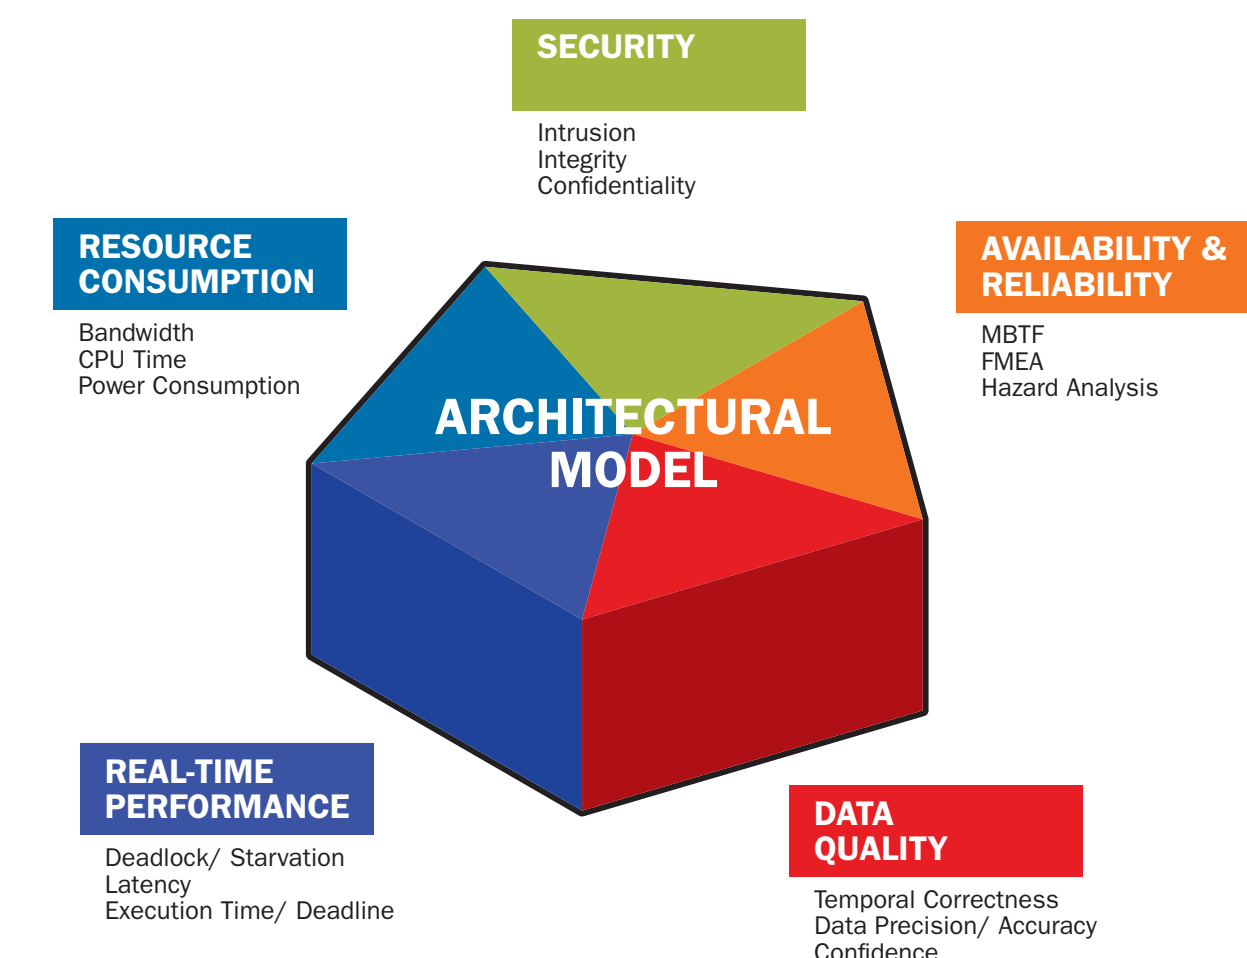 SECURITY
Intrusion
Integrity
Confidentiality
RESOURCE
CONSUMPTION
Bandwidth
CPU Time
Power Consumption
AVAILABILITY &
RELIABILITY
MBTF
FMEA
Hazard Analysis
ARCHITECTURAL
MODEL
REAL-TIME
PERFORMANCE
Deadlock/ Starvation
Latency
Execution Time/ Deadline
DATA
QUALITY
Temporal Correctness
Data Precision/ Accuracy
Confidence